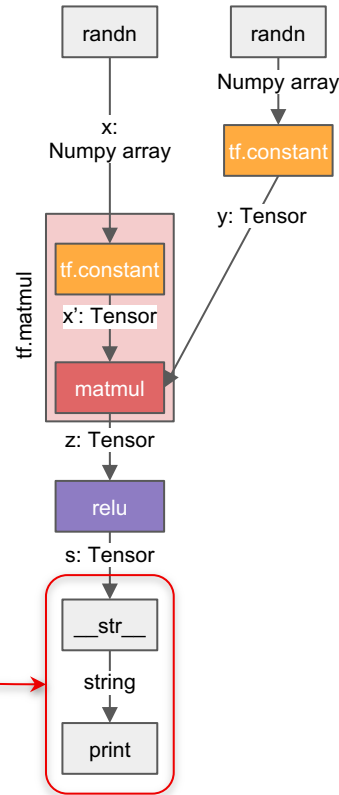 randn
randn
x:
Numpy array
Numpy array
tf.constant
y: Tensor
tf.matmul
tf.constant
x’: Tensor
matmul
z: Tensor
relu
s: Tensor
__str__
string
print